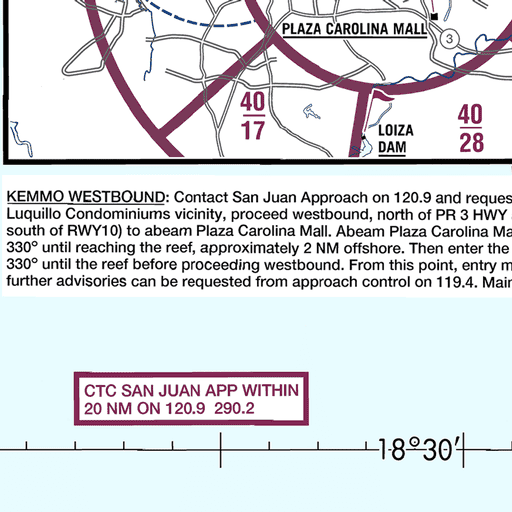 PLAZA CAROLINA MALL
3
40
17
40
28
LOIZA
DAM
KEMMO WESTBOUND: Contact San Juan Approach on 120.9 and reques
Luquillo Condominiums vicinity, proceed westbound, north of PR 3 HWY
south of RWY10) to abeam Plaza Carolina Mall. Abeam Plaza Carolina Ma
330° until reaching the reef, approximately 2 NM offshore. Then enter the
330° until the reef before proceeding westbound. From this point, entry m
further advisories can be requested from approach control on 119.4. Main
CTC SAN JUAN APP WITHIN
20 NM ON 120.9 290.2
18°30'